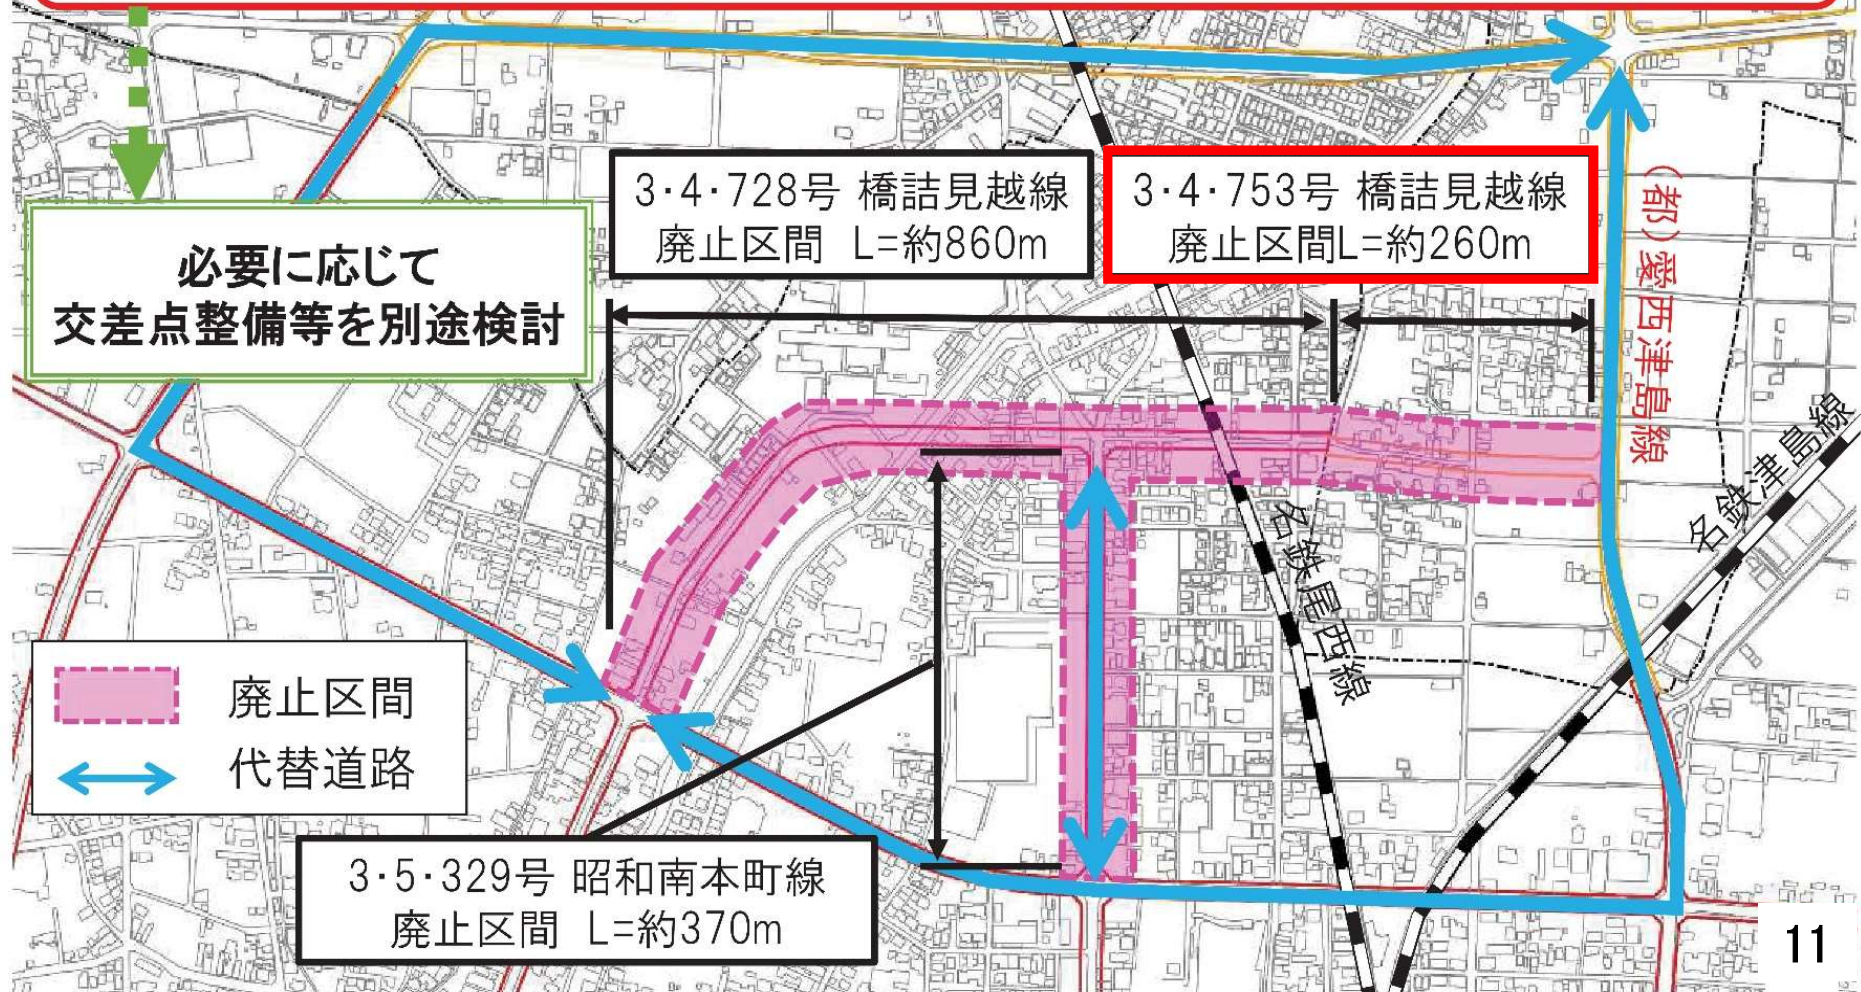 3・4・728号 橋詰見越線
廃止区間 L=約860m
3・4・753号 橋詰見越線
廃止区間L=約260m
(都)愛西津島線
必要に応じて
交差点整備等を別途検討
名鉄津島線
名鉄尾西線
廃止区間
代替道路
3・5・329号 昭和南本町線
廃止区間 L=約370m
11